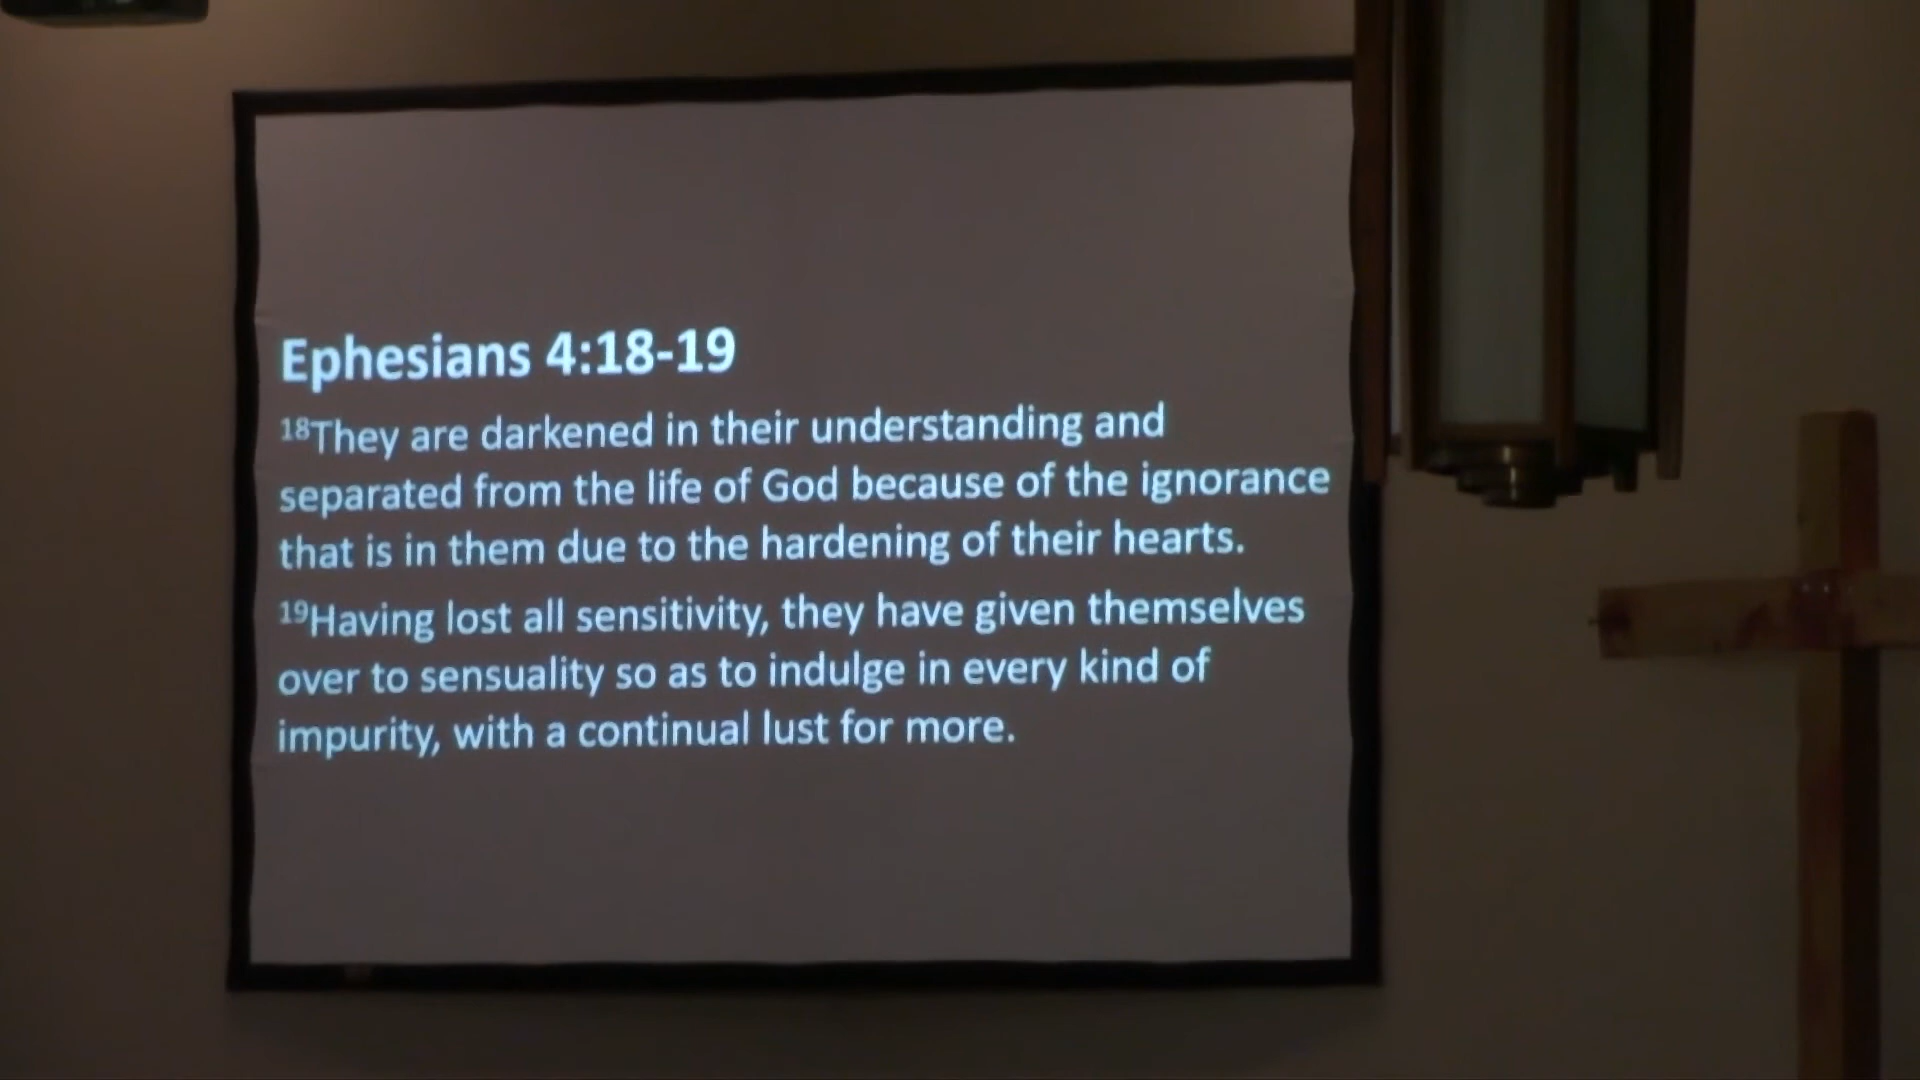 Ephesians 4:18-19
18They are darkened in their understanding and
separated from the life of God because of the ignorance
that is in them due to the hardening of their hearts.
19Having lost all sensitivity, they have given themselves
over to sensuality so as to indulge in every kind of
impurity, with a continual lust for more.